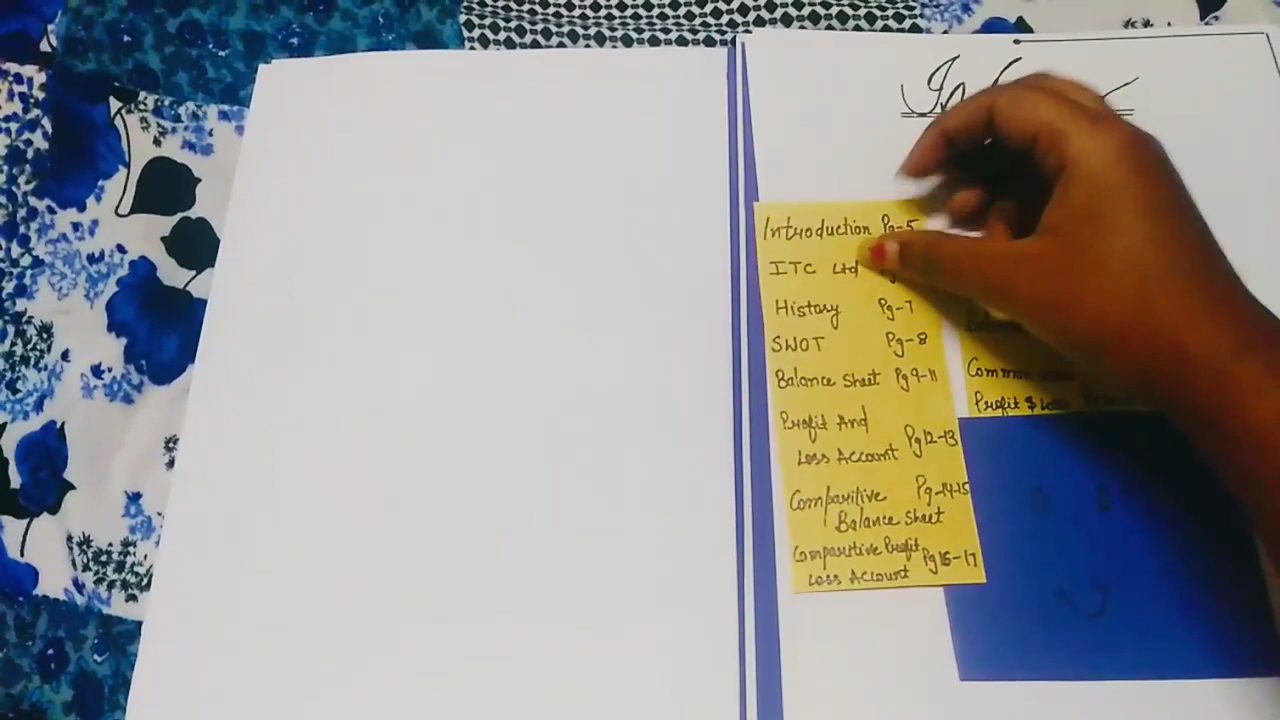 Introduction Pg-5
ITC Ltd
History Pg-7
SWOT Pg-8
Balance Sheet Pg 9-11
Profit And
Loss Account Pg 12-13
Comparitive Pg-14-15
Balance Sheet
Comparitive Profit
Loss Account Pg 16-17
Profit &